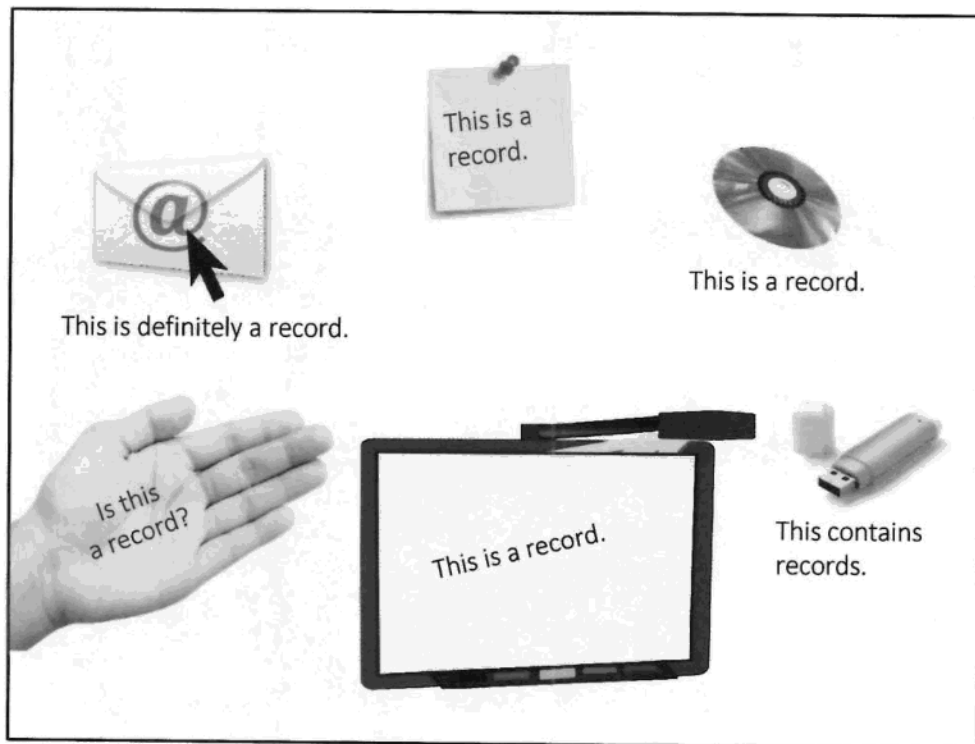 This is a
record.
@
This is a record.
This is definitely a record.
Is this
a record?
This is a record.
This contains
records.